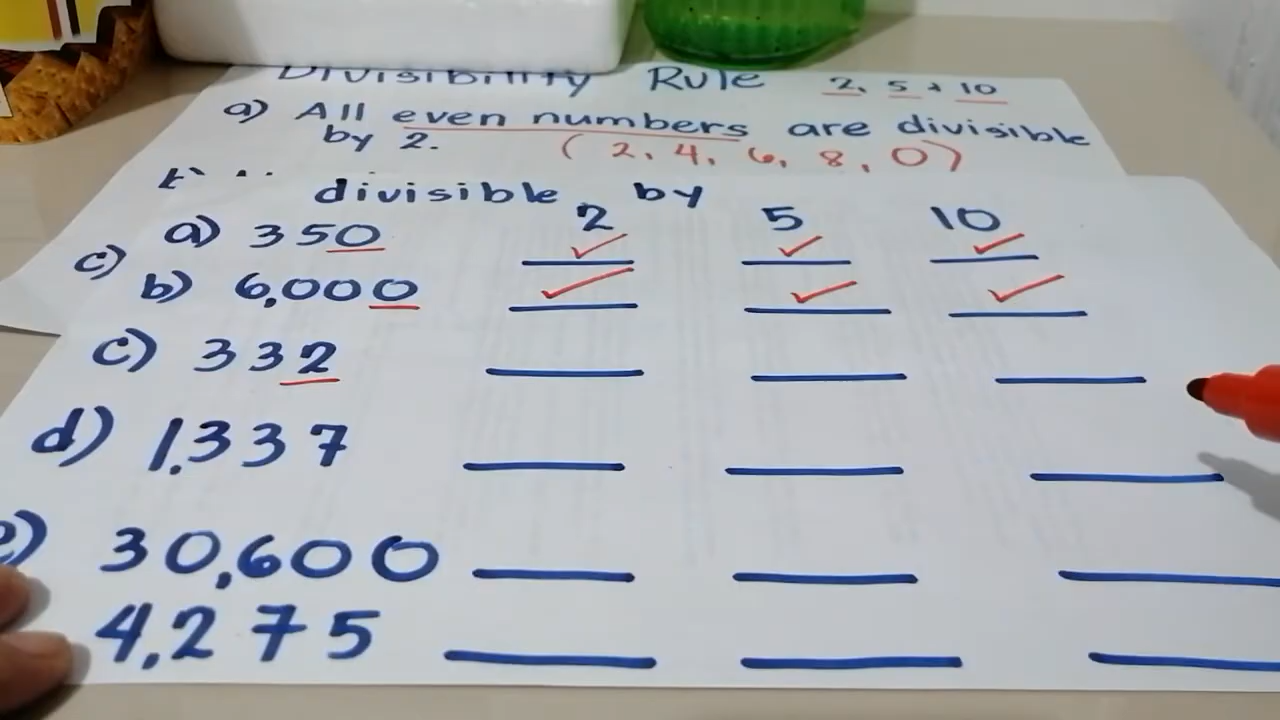 Divisibility Rule 2, 5 & 10
a) All even numbers are divisible
by 2. (2, 4, 6, 8, 0)
divisible by
2 5 10
a) 350 ✓ ✓ ✓
c)
b) 6,000 ✓ ✓ ✓
c) 332
d) 1,337
e) 30,600
4,275